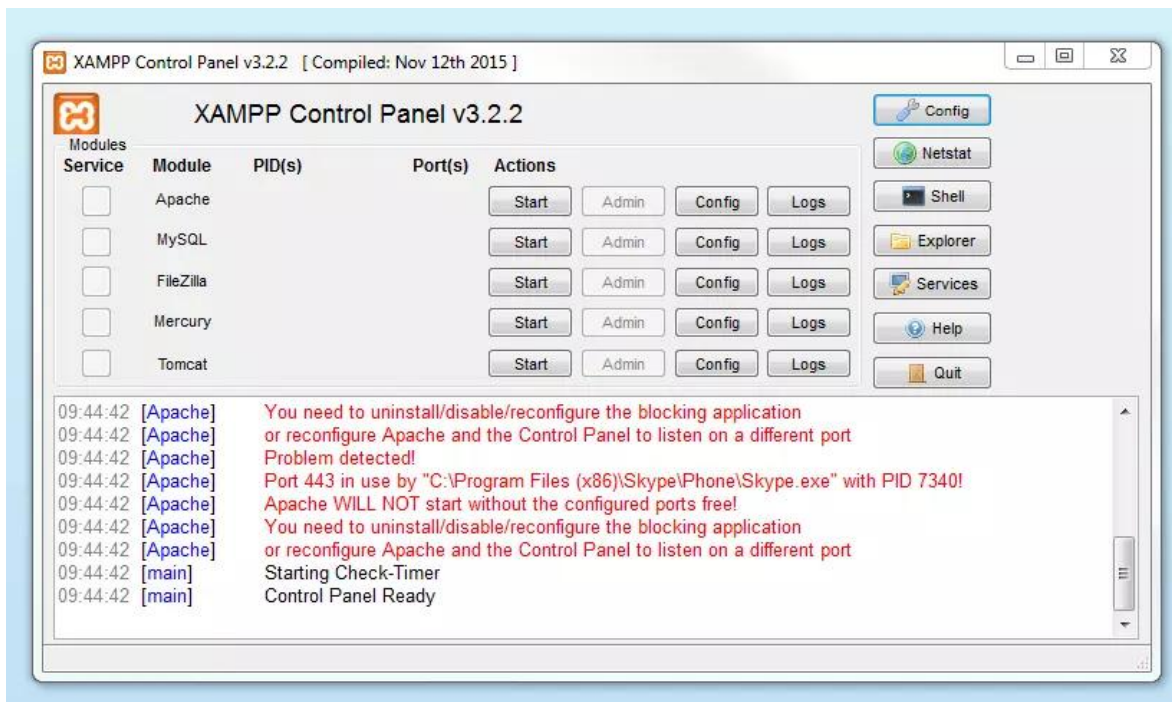 XAMPP Control Panel v3.2.2 [ Compiled: Nov 12th 2015 ]
XAMPP Control Panel v3.2.2
Config
Modules
Service Module PID(s) Port(s) Actions
Netstat
Apache Start Admin Config Logs
Shell
MySQL Start Admin Config Logs
Explorer
FileZilla Start Admin Config Logs
Services
Mercury Start Admin Config Logs
Help
Tomcat Start Admin Config Logs
Quit
09:44:42 [Apache] You need to uninstall/disable/reconfigure the blocking application
09:44:42 [Apache] or reconfigure Apache and the Control Panel to listen on a different port
09:44:42 [Apache] Problem detected!
09:44:42 [Apache] Port 443 in use by "C:\Program Files (x86)\Skype\Phone\Skype.exe" with PID 7340!
09:44:42 [Apache] Apache WILL NOT start without the configured ports free!
09:44:42 [Apache] You need to uninstall/disable/reconfigure the blocking application
09:44:42 [Apache] or reconfigure Apache and the Control Panel to listen on a different port
09:44:42 [main] Starting Check-Timer
09:44:42 [main] Control Panel Ready